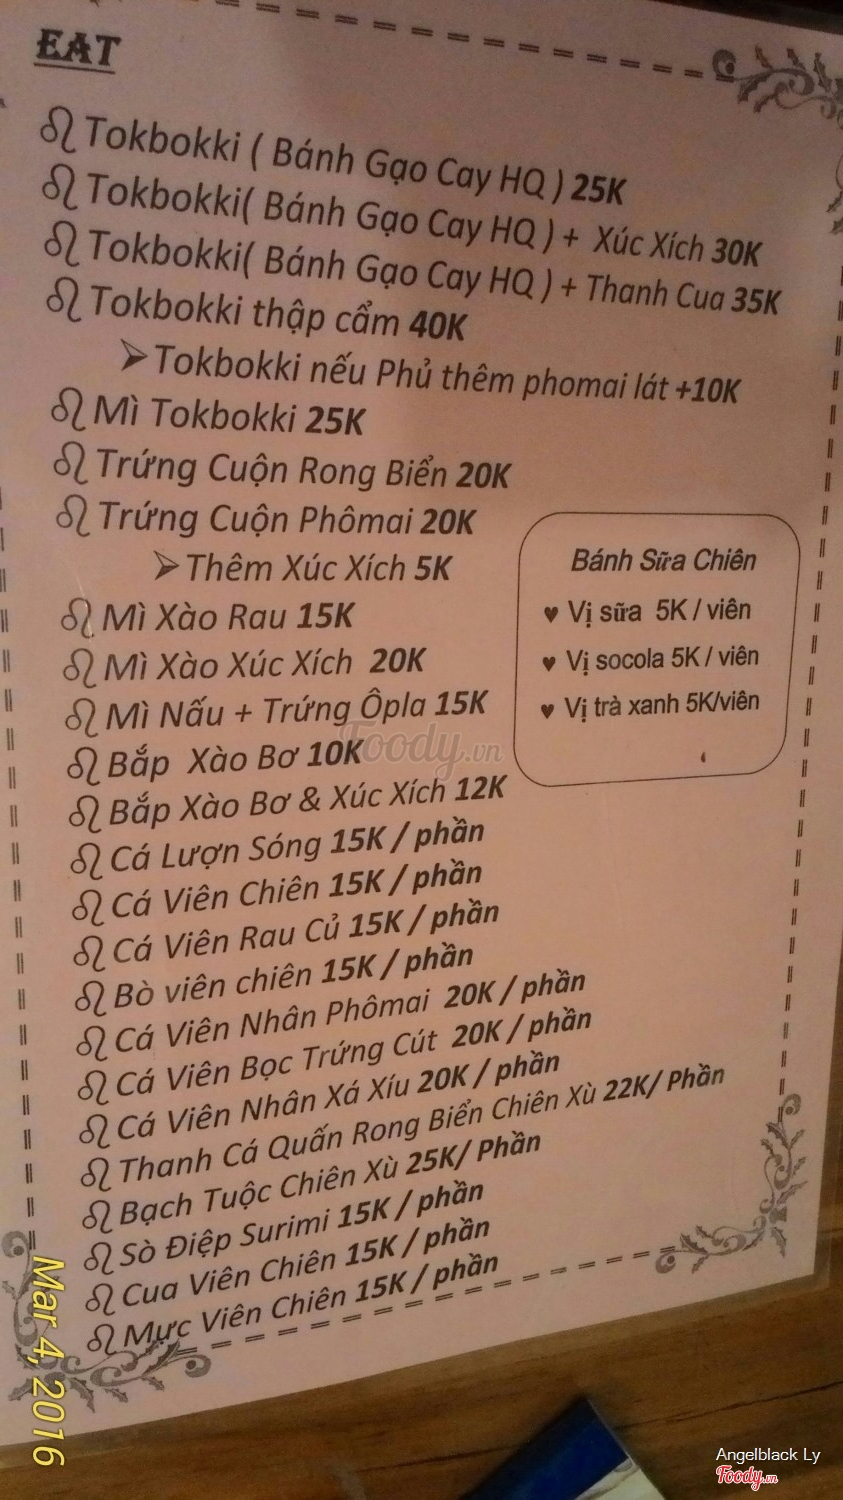 EAT
Tokbokki ( Bánh Gạo Cay HQ ) 25K
Tokbokki( Bánh Gạo Cay HQ ) + Xúc Xích 30K
Tokbokki( Bánh Gạo Cay HQ ) + Thanh Cua 35K
Tokbokki thập cẩm 40K
Tokbokki nếu Phủ thêm phomai lát +10K
Mì Tokbokki 25K
Trứng Cuộn Rong Biển 20K
Trứng Cuộn Phômai 20K
Thêm Xúc Xích 5K
Mì Xào Rau 15K
Mì Xào Xúc Xích 20K
Mì Nấu + Trứng Ôpla 15K
Bắp Xào Bơ 10K
Bắp Xào Bơ & Xúc Xích 12K
Cá Lượn Sóng 15K / phần
Cá Viên Chiên 15K / phần
Cá Viên Rau Củ 15K / phần
Bò viên chiên 15K / phần
Cá Viên Nhân Phômai 20K / phần
Cá Viên Bọc Trứng Cút 20K / phần
Cá Viên Nhân Xá Xíu 20K / phần
Thanh Cá Quấn Rong Biển Chiên Xù 22K/ Phần
Bạch Tuộc Chiên Xù 25K/ Phần
Sò Điệp Surimi 15K / phần
Cua Viên Chiên 15K / phần
Mực Viên Chiên 15K / phần
Bánh Sữa Chiên
♥ Vị sữa 5K / viên
♥ Vị socola 5K / viên
♥ Vị trà xanh 5K/viên
Foody.vn
Mar 4, 2016
Angelblack Ly
Foody.vn